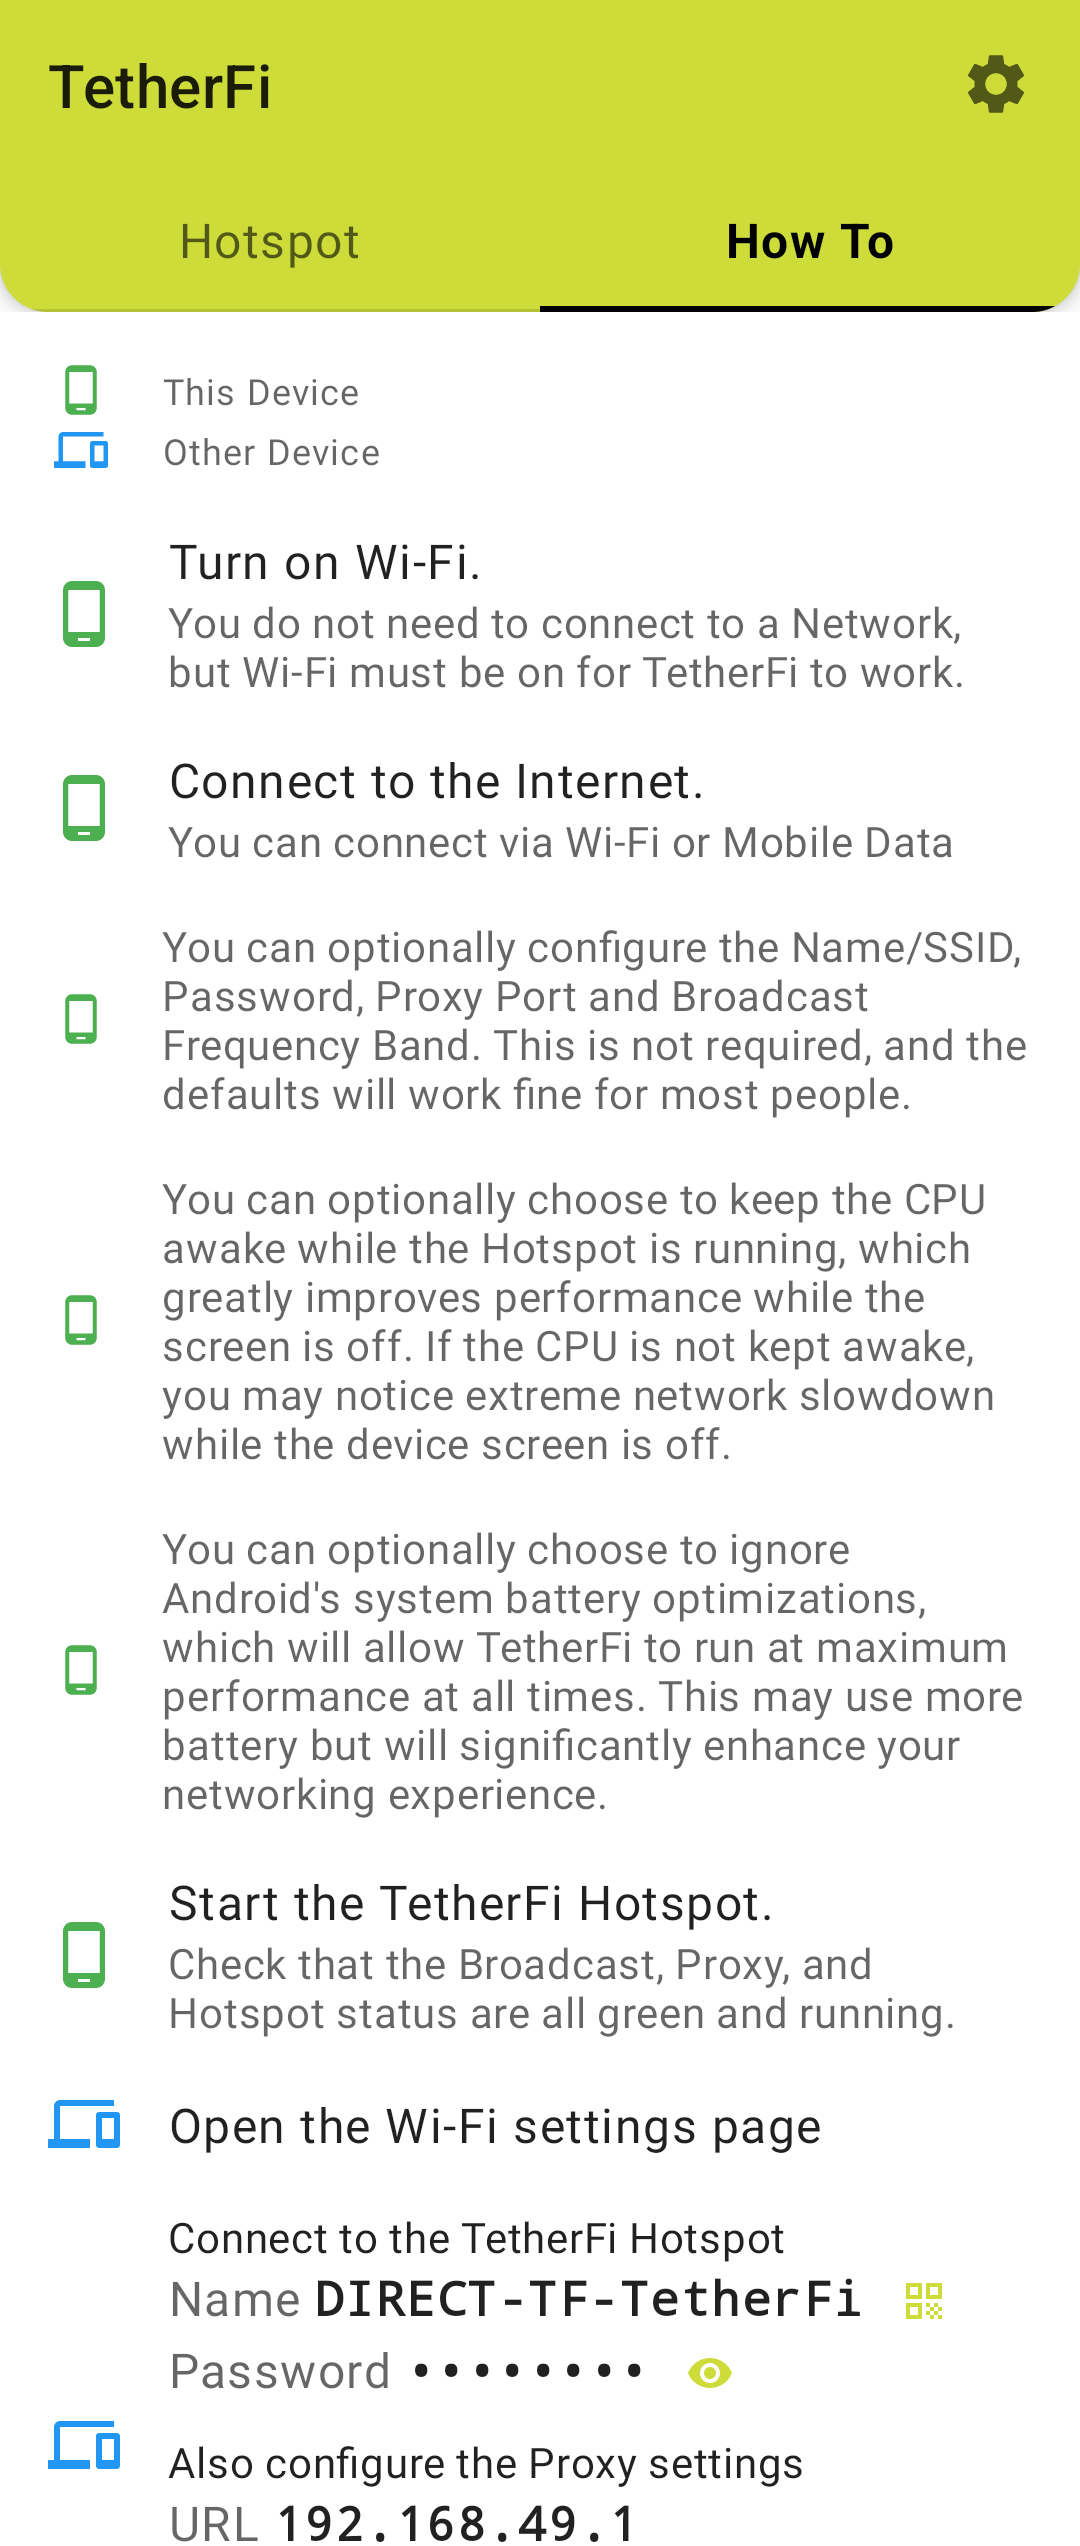 TetherFi
Hotspot
How To
This Device
Other Device
Turn on Wi-Fi.
You do not need to connect to a Network,
but Wi-Fi must be on for TetherFi to work.
Connect to the Internet.
You can connect via Wi-Fi or Mobile Data
You can optionally configure the Name/SSID,
Password, Proxy Port and Broadcast
Frequency Band. This is not required, and the
defaults will work fine for most people.
You can optionally choose to keep the CPU
awake while the Hotspot is running, which
greatly improves performance while the
screen is off. If the CPU is not kept awake,
you may notice extreme network slowdown
while the device screen is off.
You can optionally choose to ignore
Android's system battery optimizations,
which will allow TetherFi to run at maximum
performance at all times. This may use more
battery but will significantly enhance your
networking experience.
Start the TetherFi Hotspot.
Check that the Broadcast, Proxy, and
Hotspot status are all green and running.
Open the Wi-Fi settings page
Connect to the TetherFi Hotspot
Name DIRECT-TF-TetherFi
Password ••••••••
Also configure the Proxy settings
URL 192.168.49.1